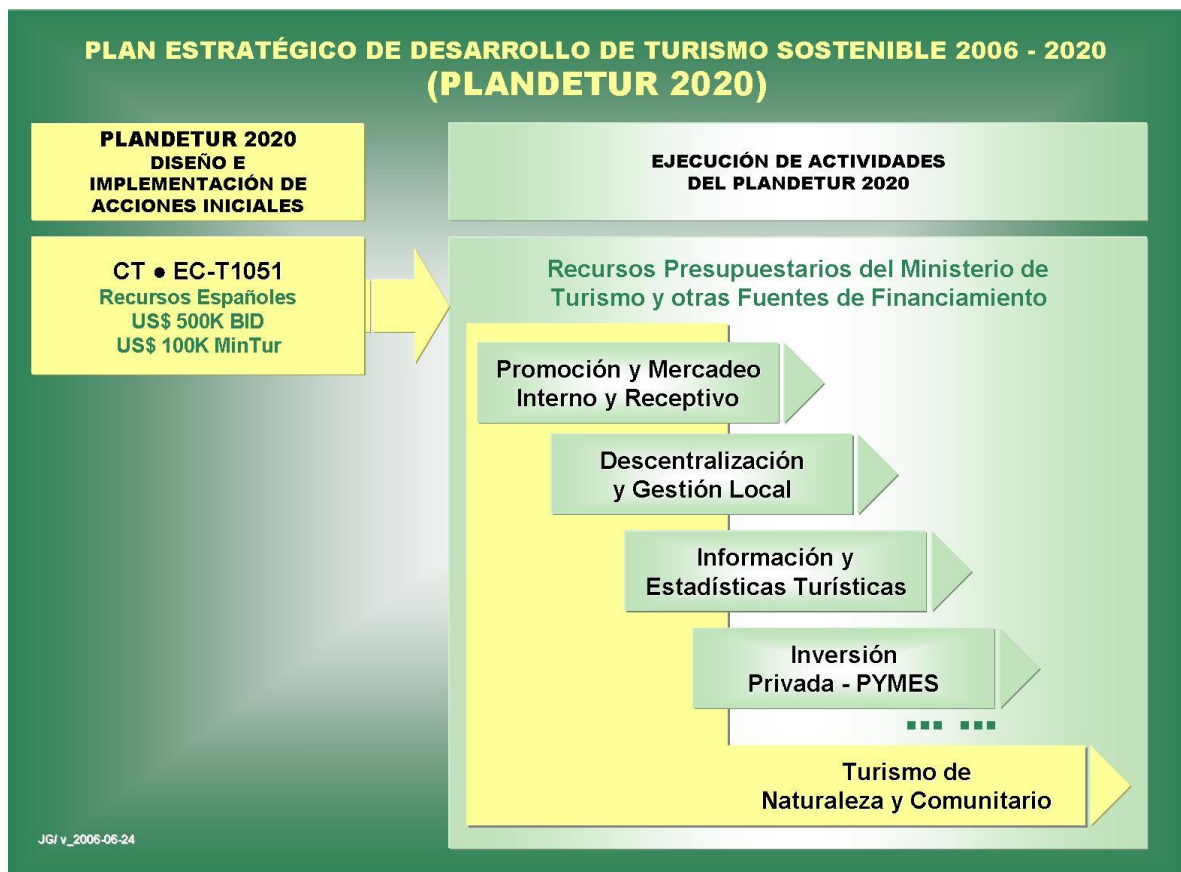 PLAN ESTRATÉGICO DE DESARROLLO DE TURISMO SOSTENIBLE 2006 - 2020
(PLANDETUR 2020)
PLANDETUR 2020
DISEÑO E
IMPLEMENTACIÓN DE
ACCIONES INICIALES
CT ● EC-T1051
Recursos Españoles
US$ 500K BID
US$ 100K MinTur
EJECUCIÓN DE ACTIVIDADES
DEL PLANDETUR 2020
Recursos Presupuestarios del Ministerio de
Turismo y otras Fuentes de Financiamiento
Promoción y Mercadeo
Interno y Receptivo
Descentralización
y Gestión Local
Información y
Estadísticas Turísticas
Inversión
Privada - PYMES
... ...
Turismo de
Naturaleza y Comunitario
JG/ v_2006-06-24